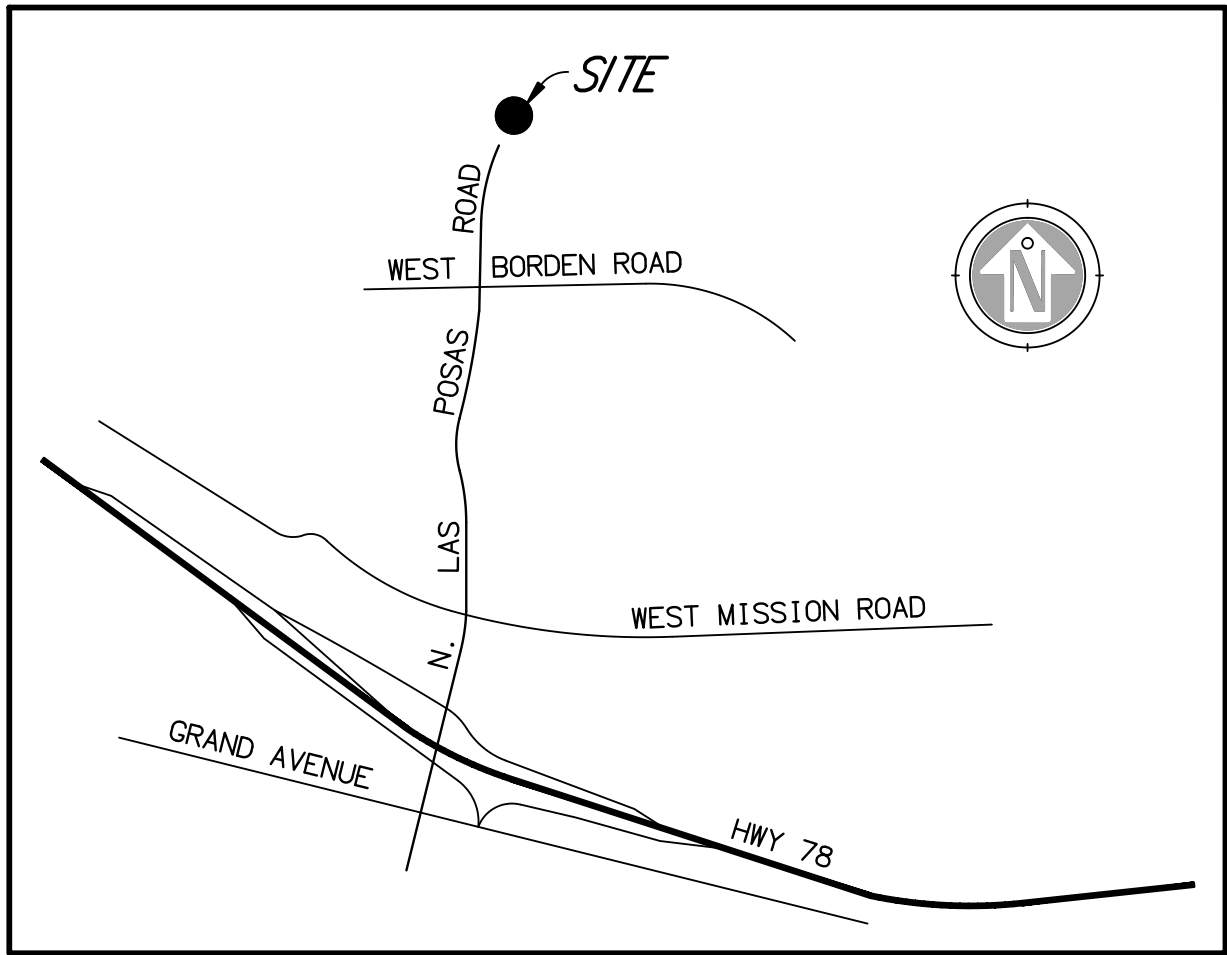 SITE
WEST BORDEN ROAD
N. LAS POSAS ROAD
N
WEST MISSION ROAD
GRAND AVENUE
HWY 78